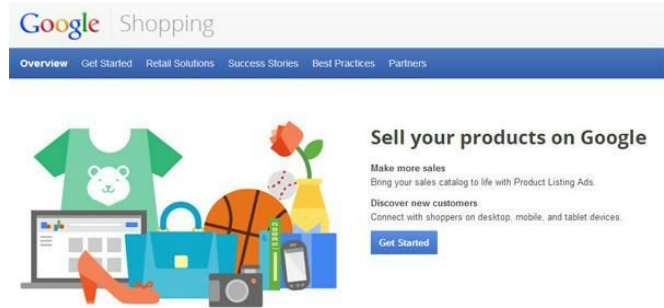 Google Shopping
Overview Get Started Retail Solutions Success Stories Best Practices Partners
Sell your products on Google
Make more sales
Bring your sales catalog to life with Product Listing Ads.
Discover new customers
Connect with shoppers on desktop, mobile, and tablet devices.
Get Started